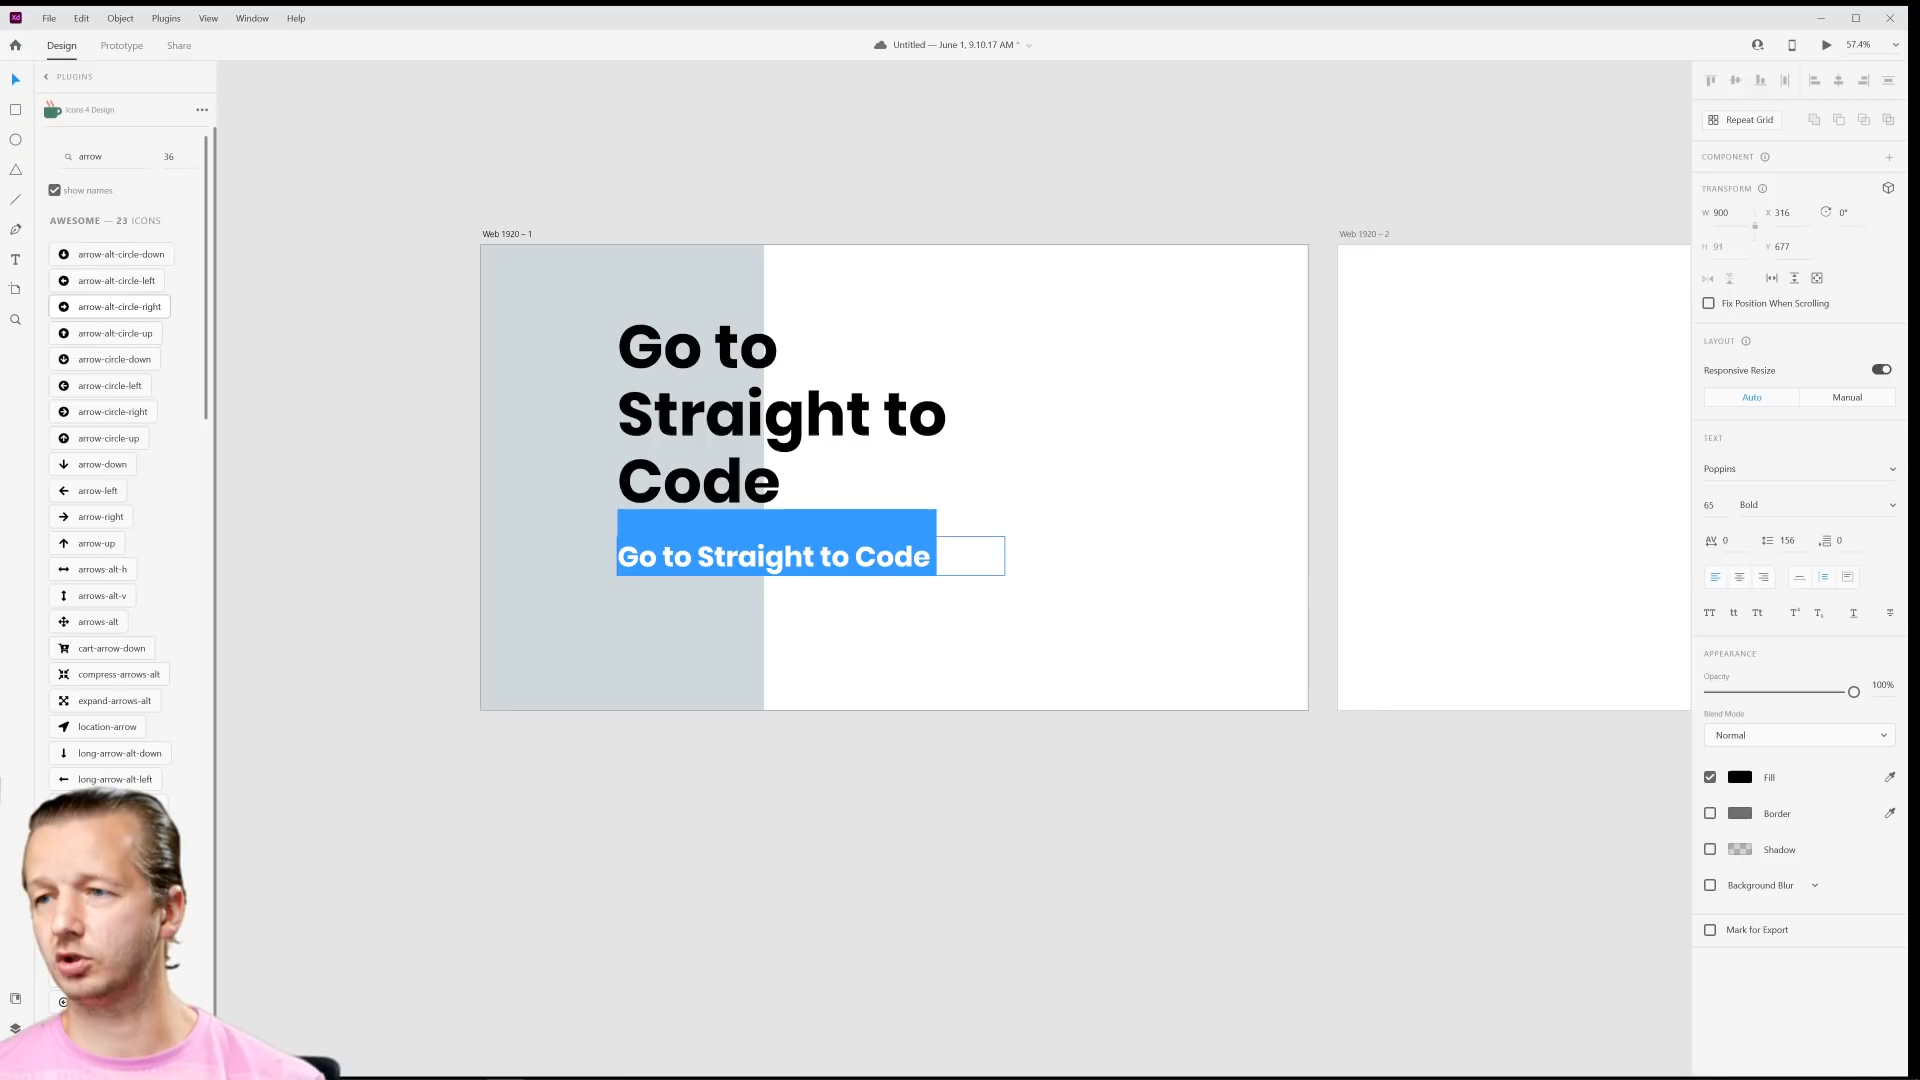 Xd File Edit Object Plugins View Window Help
Design Prototype Share
Untitled — June 1, 9.10.17 AM *
57.4%
PLUGINS
Icons 4 Design
arrow 36
show names
AWESOME — 23 ICONS
arrow-alt-circle-down
arrow-alt-circle-left
arrow-alt-circle-right
arrow-alt-circle-up
arrow-circle-down
arrow-circle-left
arrow-circle-right
arrow-circle-up
arrow-down
arrow-left
arrow-right
arrow-up
arrows-alt-h
arrows-alt-v
arrows-alt
cart-arrow-down
compress-arrows-alt
expand-arrows-alt
location-arrow
long-arrow-alt-down
long-arrow-alt-left
Web 1920 – 1
Go to
Straight to
Code
Go to Straight to Code
Web 1920 – 2
Repeat Grid
COMPONENT
TRANSFORM
W 900 X 316 0°
H 91 Y 677
Fix Position When Scrolling
LAYOUT
Responsive Resize
Auto Manual
TEXT
Poppins
65 Bold
AV 0 156 0
TT tt Tt T¹ T₁ T T
APPEARANCE
Opacity
100%
Blend Mode
Normal
Fill
Border
Shadow
Background Blur
Mark for Export